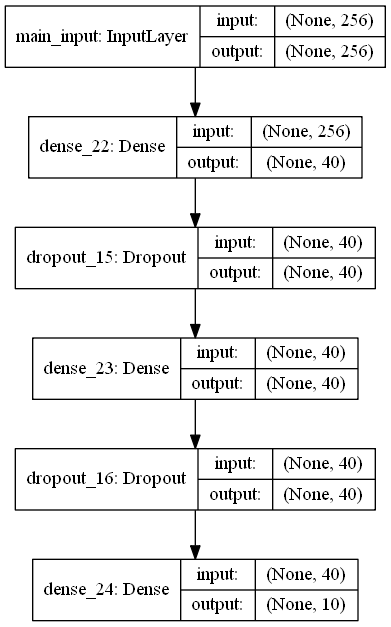 main_input: InputLayer
input: (None, 256)
output: (None, 256)
dense_22: Dense
input: (None, 256)
output: (None, 40)
dropout_15: Dropout
input: (None, 40)
output: (None, 40)
dense_23: Dense
input: (None, 40)
output: (None, 40)
dropout_16: Dropout
input: (None, 40)
output: (None, 40)
dense_24: Dense
input: (None, 40)
output: (None, 10)